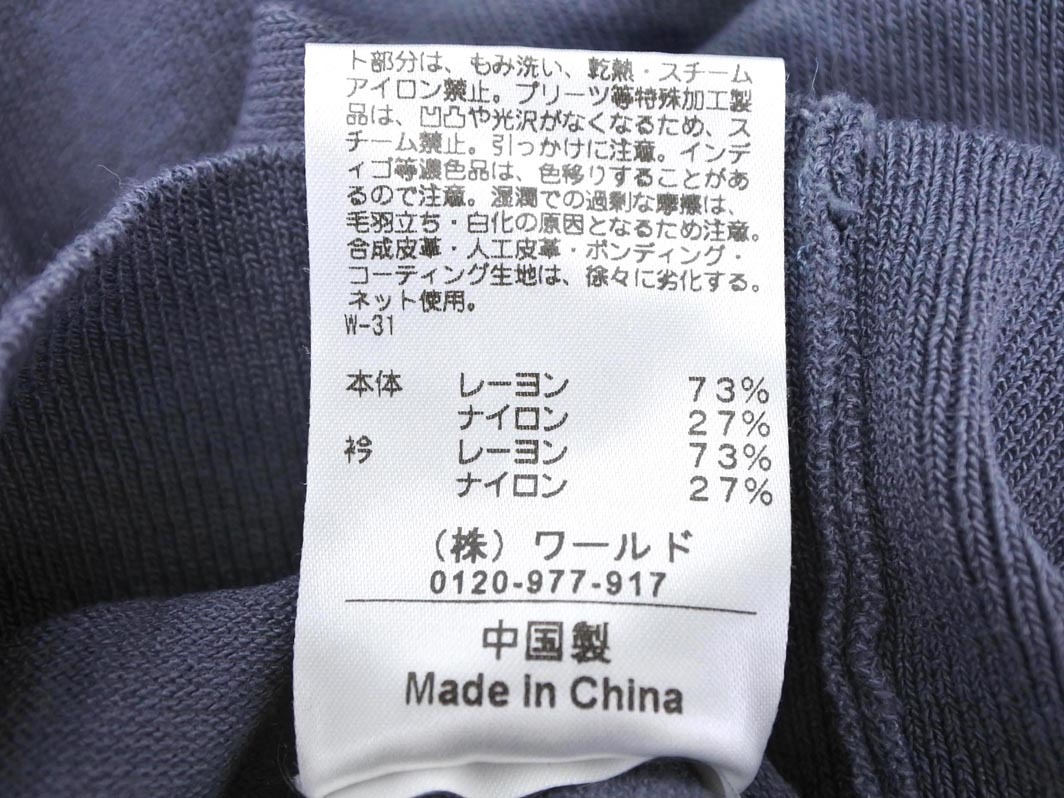 ト部分は、もみ洗い、乾熱・スチーム
アイロン禁止。プリーツ等特殊加工製
品は、凹凸や光沢がなくなるため、ス
チーム禁止。引っかけに注意。インデ
ィゴ等濃色品は、色移りすることがあ
るので注意。湿潤での過剰な摩擦は、
毛羽立ち・白化の原因となるため注意。
合成皮革・人工皮革・ボンディング・
コーティング生地は、徐々に劣化する。
ネット使用。
W-31
本体 レーヨン 73%
ナイロン 27%
衿 レーヨン 73%
ナイロン 27%
（株）ワールド
0120-977-917
中国製
Made in China